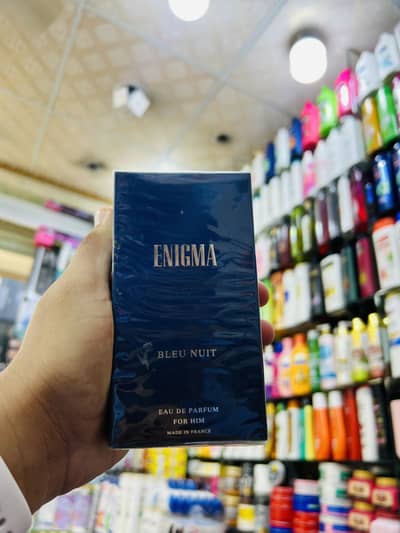 ENIGMA
BLEU NUIT
EAU DE PARFUM
FOR HIM
MADE IN FRANCE